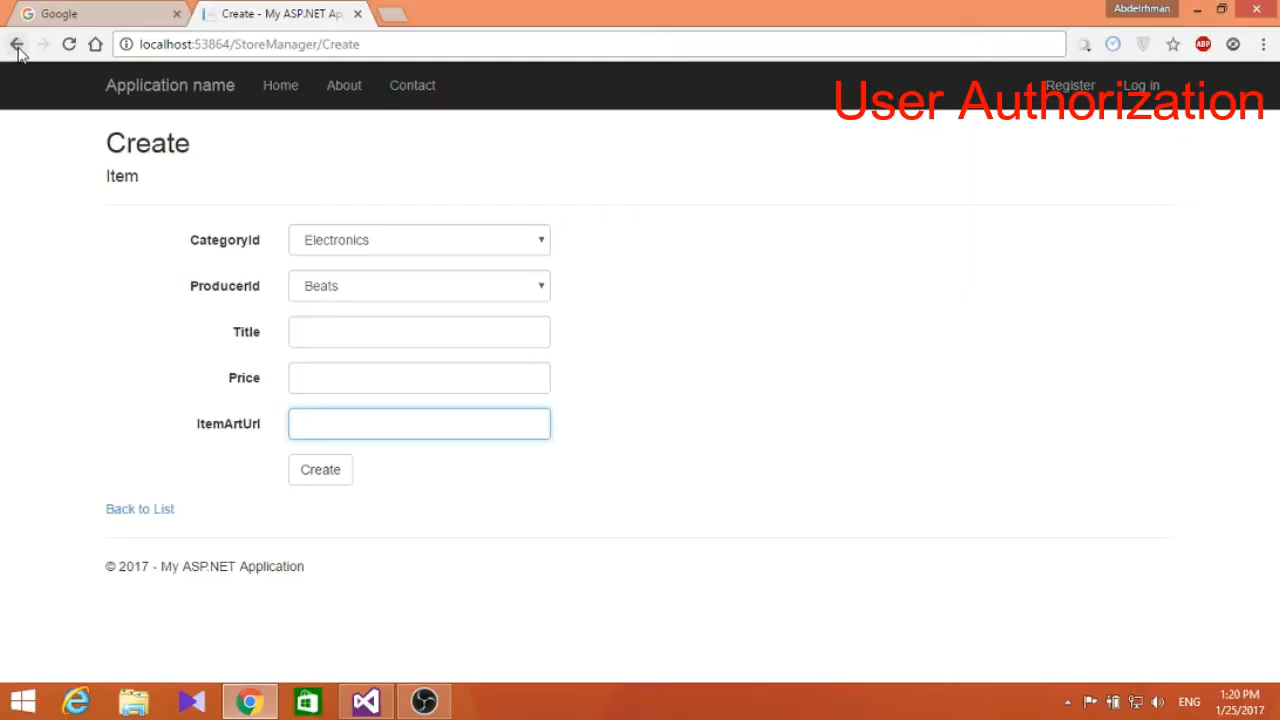 Google
Create - My ASP.NET Ap
Abdelrhman
localhost:53864/StoreManager/Create
ABP
Application name
Home
About
Contact
Register
Log in
User Authorization
Create
Item
CategoryId
Electronics
ProducerId
Beats
Title
Price
ItemArtUrl
Create
Back to List
© 2017 - My ASP.NET Application
ENG
1:20 PM
1/25/2017